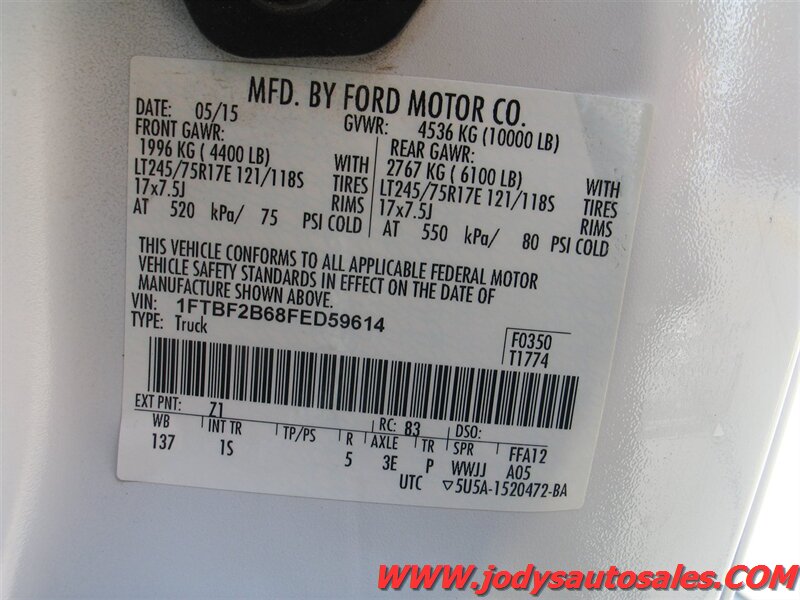 MFD. BY FORD MOTOR CO.
DATE: 05/15 GVWR: 4536 KG (10000 LB)
FRONT GAWR: REAR GAWR:
1996 KG ( 4400 LB) WITH 2767 KG ( 6100 LB) WITH
LT245/75R17E 121/118S TIRES LT245/75R17E 121/118S TIRES
17x7.5J RIMS 17x7.5J RIMS
AT 520 kPa/ 75 PSI COLD AT 550 kPa/ 80 PSI COLD
THIS VEHICLE CONFORMS TO ALL APPLICABLE FEDERAL MOTOR
VEHICLE SAFETY STANDARDS IN EFFECT ON THE DATE OF
MANUFACTURE SHOWN ABOVE.
VIN: 1FTBF2B68FED59614
TYPE: Truck F0350
T1774
EXT PNT: Z1 RC: 83 DSO:
WB INT TR TP/PS R AXLE TR SPR FFA12
137 1S 5 3E P WWJJ A05
UTC ▽5U5A-1520472-BA
www.jodysautosales.COM